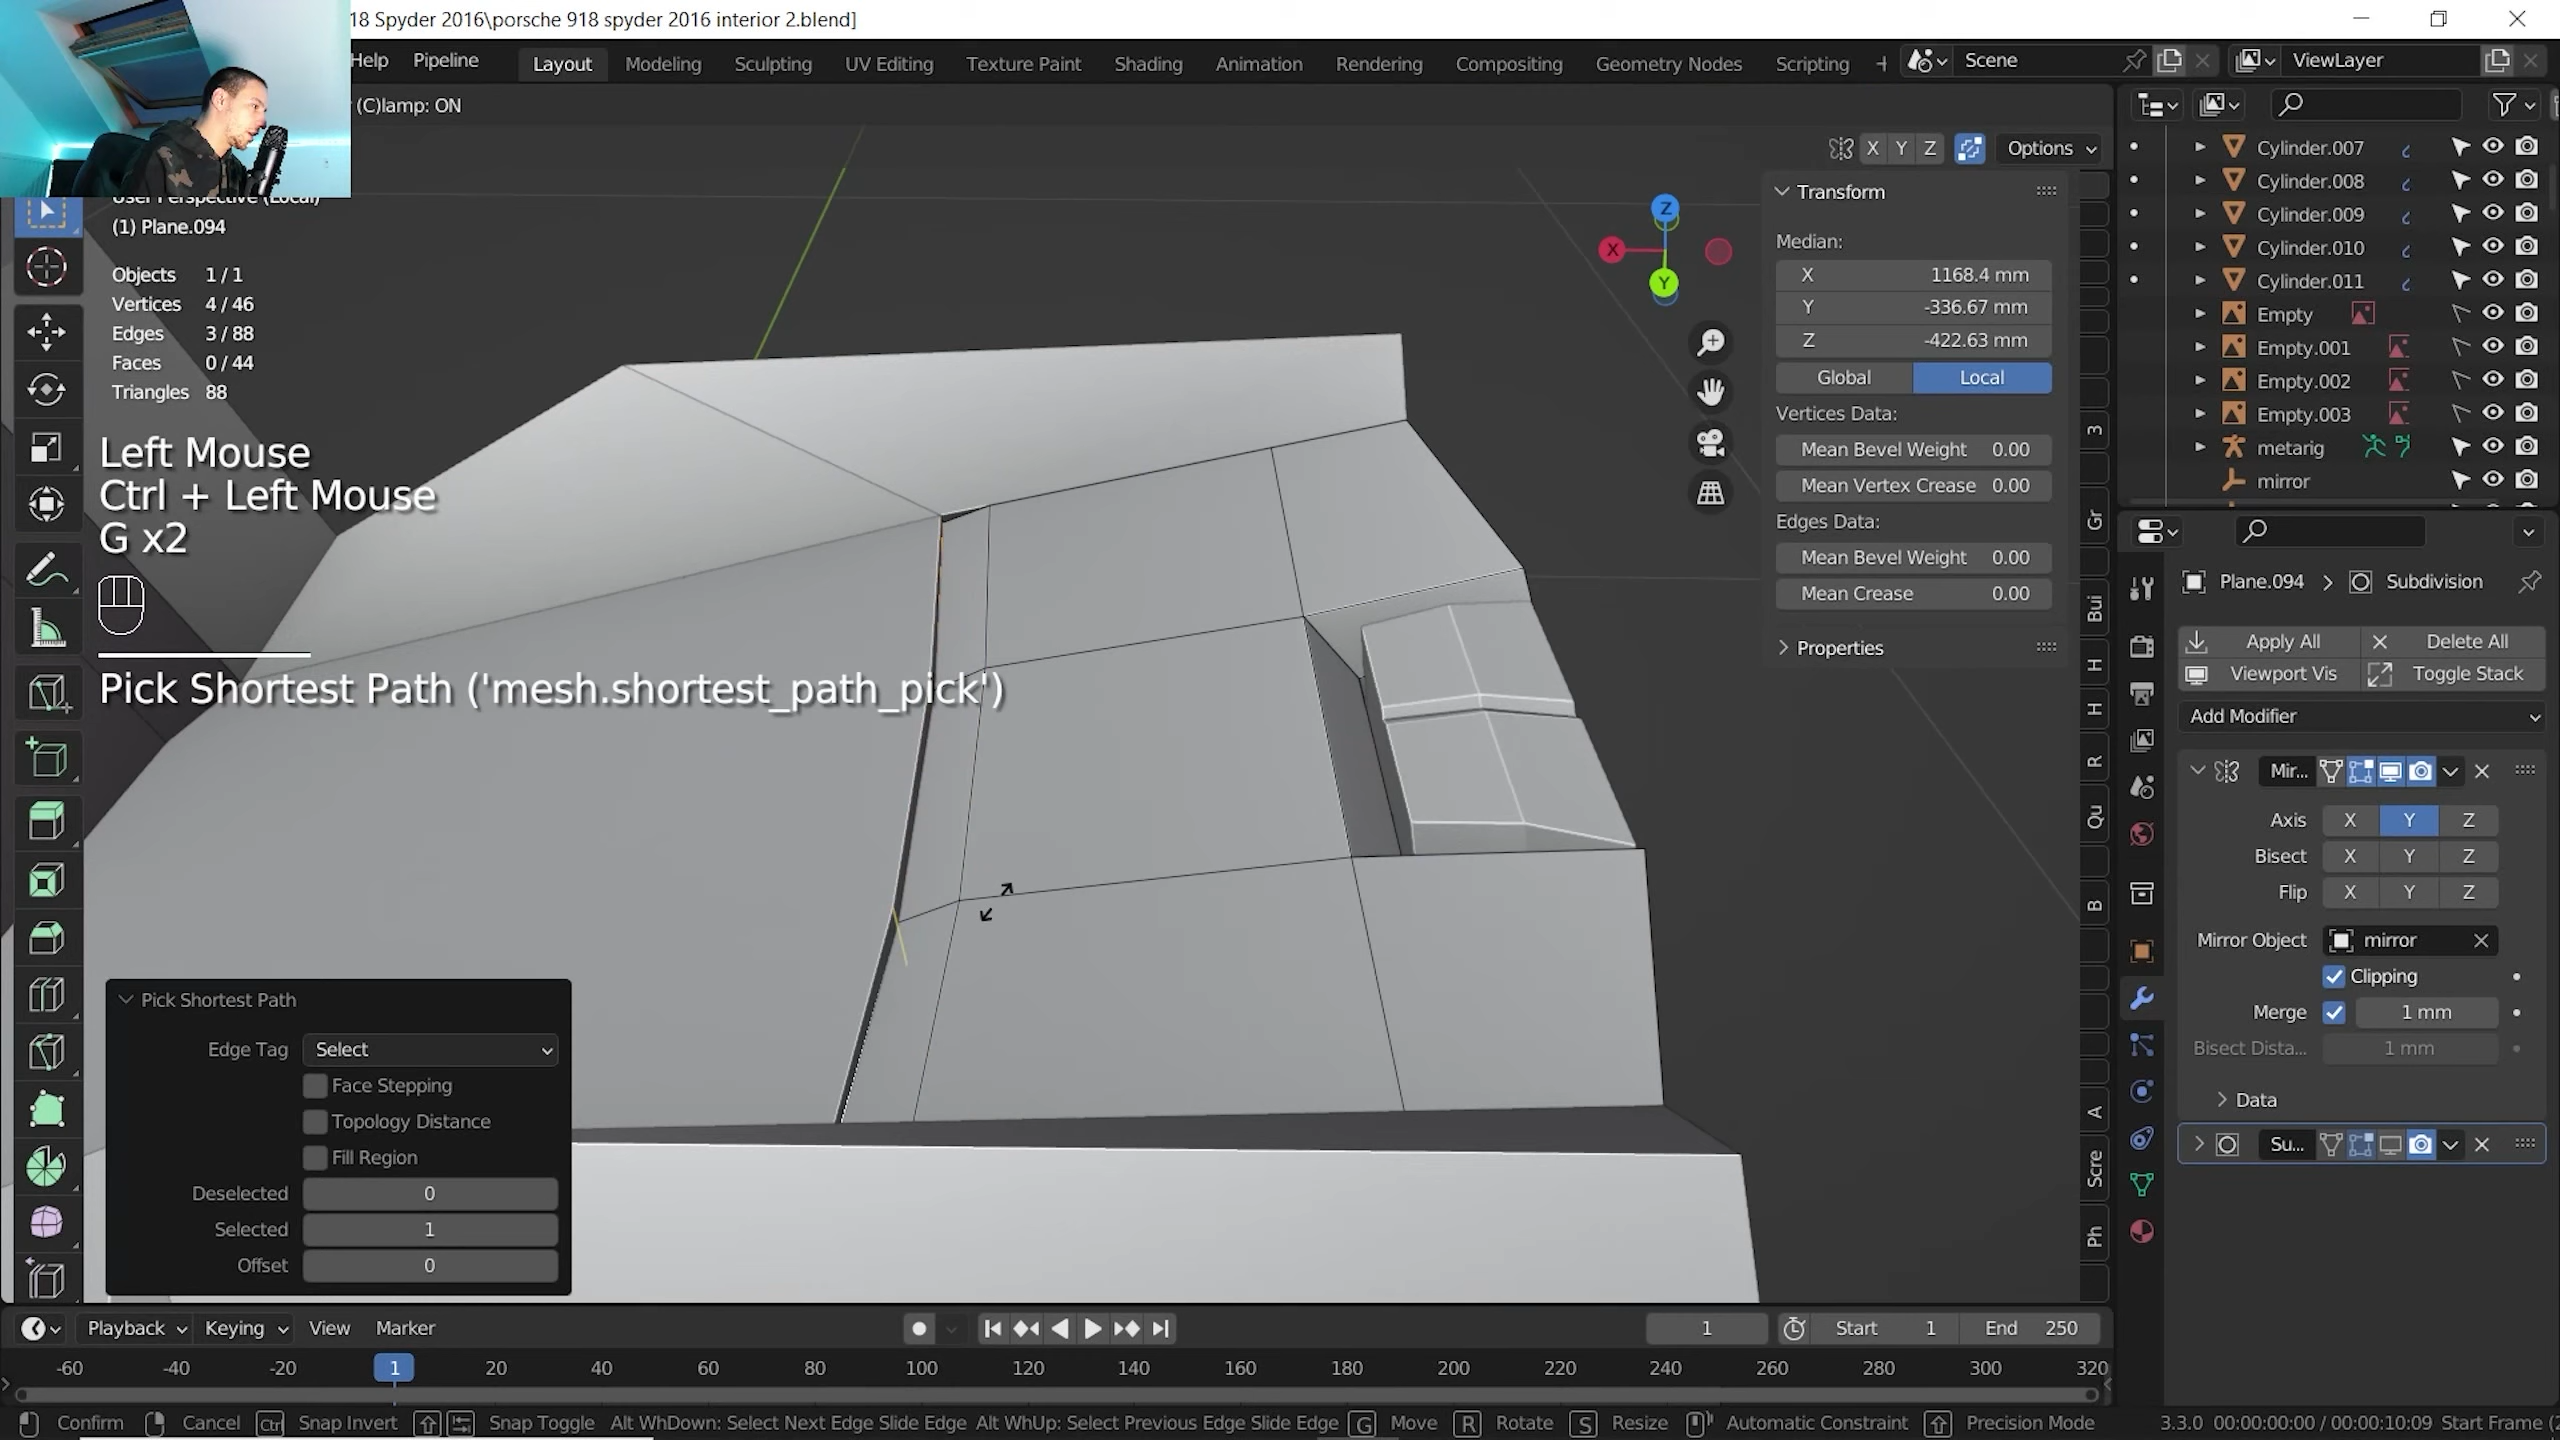 18 Spyder 2016\porsche 918 spyder 2016 interior 2.blend]
Help Pipeline Layout Modeling Sculpting UV Editing Texture Paint Shading Animation Rendering Compositing Geometry Nodes Scripting + Scene ViewLayer
(C)lamp: ON
X Y Z Options
User Perspective (Local)
(1) Plane.094
Objects 1 / 1
Vertices 4 / 46
Edges 3 / 88
Faces 0 / 44
Triangles 88
Left Mouse
Ctrl + Left Mouse
G x2
Pick Shortest Path ('mesh.shortest_path_pick')
Z
X
Y
Transform
Median:
X 1168.4 mm
Y -336.67 mm
Z -422.63 mm
Global Local
Vertices Data:
Mean Bevel Weight 0.00
Mean Vertex Crease 0.00
Edges Data:
Mean Bevel Weight 0.00
Mean Crease 0.00
Properties
3
Gr
Bui
H
H
R
Qu
B
A
Scre
Ph
Cylinder.007
Cylinder.008
Cylinder.009
Cylinder.010
Cylinder.011
Empty
Empty.001
Empty.002
Empty.003
metarig
mirror
Plane.094 > Subdivision
Apply All Delete All
Viewport Vis Toggle Stack
Add Modifier
Mir...
Axis X Y Z
Bisect X Y Z
Flip X Y Z
Mirror Object mirror
Clipping
Merge 1 mm
Bisect Dista... 1 mm
Data
Su...
Pick Shortest Path
Edge Tag Select
Face Stepping
Topology Distance
Fill Region
Deselected 0
Selected 1
Offset 0
Playback Keying View Marker 1 Start 1 End 250
-60 -40 -20 1 20 40 60 80 100 120 140 160 180 200 220 240 260 280 300 320
Confirm Cancel Ctrl Snap Invert Snap Toggle Alt WhDown: Select Next Edge Slide Edge Alt WhUp: Select Previous Edge Slide Edge G Move R Rotate S Resize Automatic Constraint Precision Mode 3.3.0 00:00:00:00 / 00:00:10:09 Start Frame (2